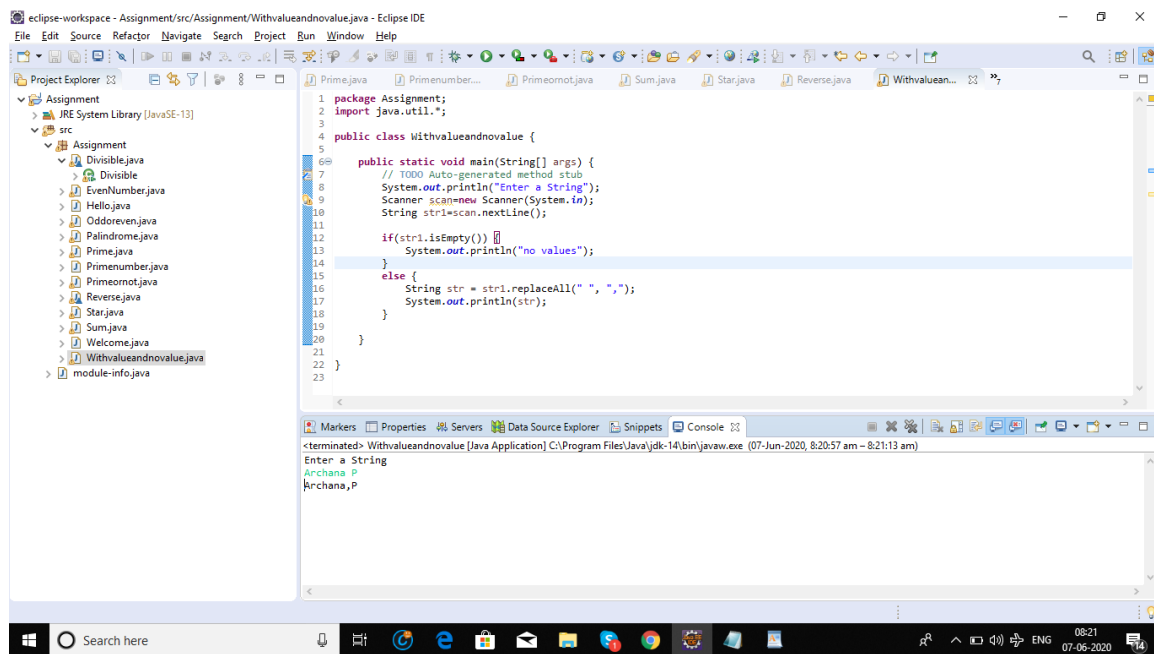 eclipse-workspace - Assignment/src/Assignment/Withvalueandnovalue.java - Eclipse IDE
File Edit Source Refactor Navigate Search Project Run Window Help
Project Explorer
Assignment
JRE System Library [JavaSE-13]
src
Assignment
Divisible.java
Divisible
EvenNumber.java
Hello.java
Oddoreven.java
Palindrome.java
Prime.java
Primenumber.java
Primeornot.java
Reverse.java
Star.java
Sum.java
Welcome.java
Withvalueandnovalue.java
module-info.java
Prime.java Primenumber.... Primeornot.java Sum.java Star.java Reverse.java Withvaluean... 7
1 package Assignment;
2 import java.util.*;
3
4 public class Withvalueandnovalue {
5
6 public static void main(String[] args) {
7 // TODO Auto-generated method stub
8 System.out.println("Enter a String");
9 Scanner scan=new Scanner(System.in);
10 String str1=scan.nextLine();
11
12 if(str1.isEmpty()) {
13 System.out.println("no values");
14 }
15 else {
16 String str = str1.replaceAll(" ", ",");
17 System.out.println(str);
18 }
19
20 }
21
22 }
23
Markers Properties Servers Data Source Explorer Snippets Console
<terminated> Withvalueandnovalue [Java Application] C:\Program Files\Java\jdk-14\bin\javaw.exe (07-Jun-2020, 8:20:57 am – 8:21:13 am)
Enter a String
Archana P
Archana,P
Search here
ENG
08:21
07-06-2020
14